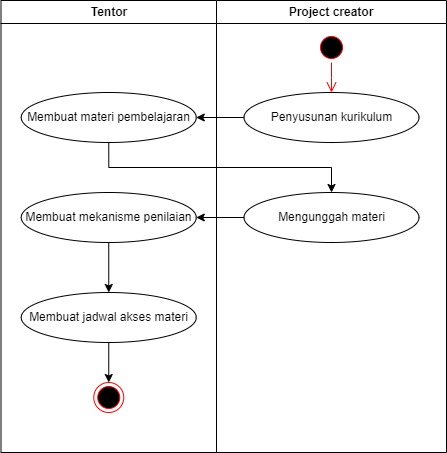 Tentor
Project creator
Penyusunan kurikulum
Membuat materi pembelajaran
Mengunggah materi
Membuat mekanisme penilaian
Membuat jadwal akses materi